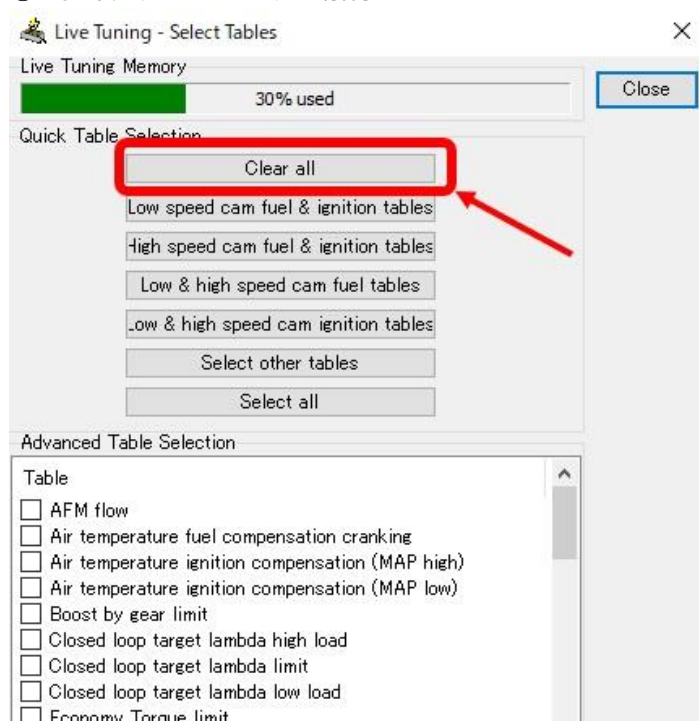 Live Tuning - Select Tables
Live Tuning Memory
30% used
Close
Quick Table Selection
Clear all
Low speed cam fuel & ignition tables
High speed cam fuel & ignition tables
Low & high speed cam fuel tables
Low & high speed cam ignition tables
Select other tables
Select all
Advanced Table Selection
Table
AFM flow
Air temperature fuel compensation cranking
Air temperature ignition compensation (MAP high)
Air temperature ignition compensation (MAP low)
Boost by gear limit
Closed loop target lambda high load
Closed loop target lambda limit
Closed loop target lambda low load
Economy Torque limit